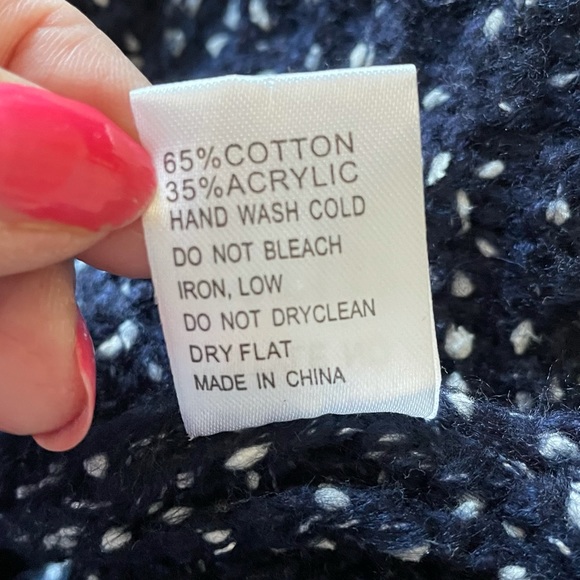 65%COTTON
35%ACRYLIC
HAND WASH COLD
DO NOT BLEACH
IRON, LOW
DO NOT DRYCLEAN
DRY FLAT
MADE IN CHINA